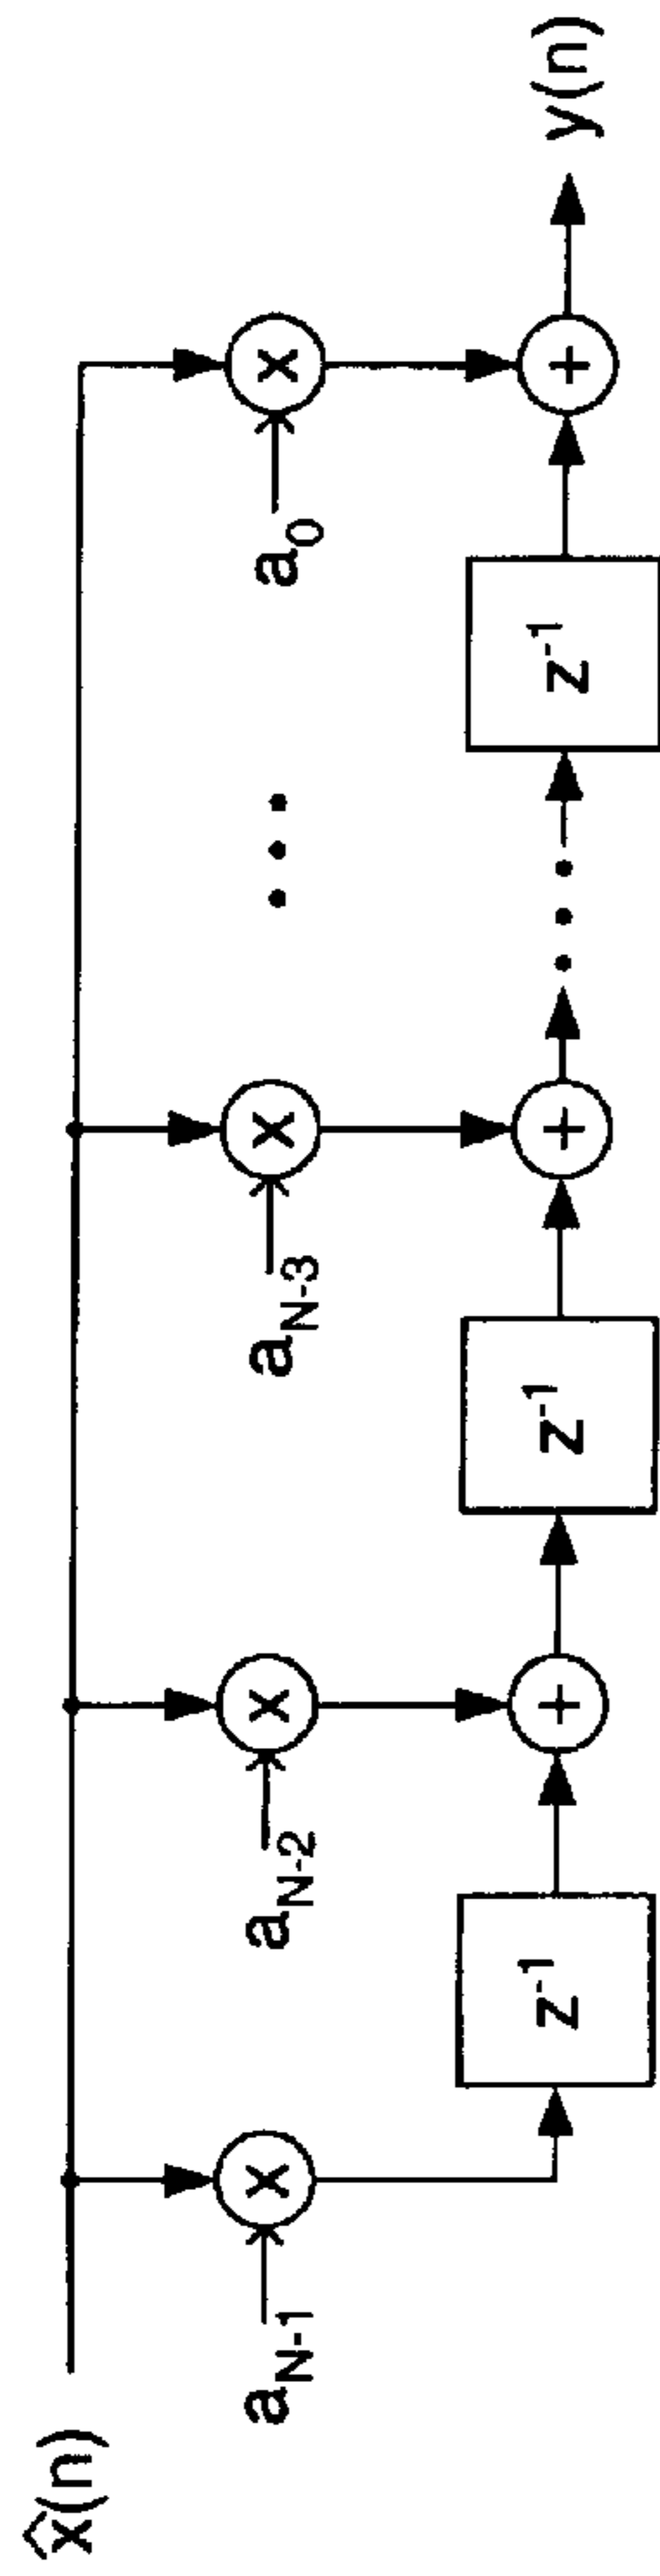 x̂(n)
x
x
x
x
a_{N-1}
a_{N-2}
a_{N-3}
• • •
a_0
z^{-1}
+
z^{-1}
+
• • •
z^{-1}
+
y(n)